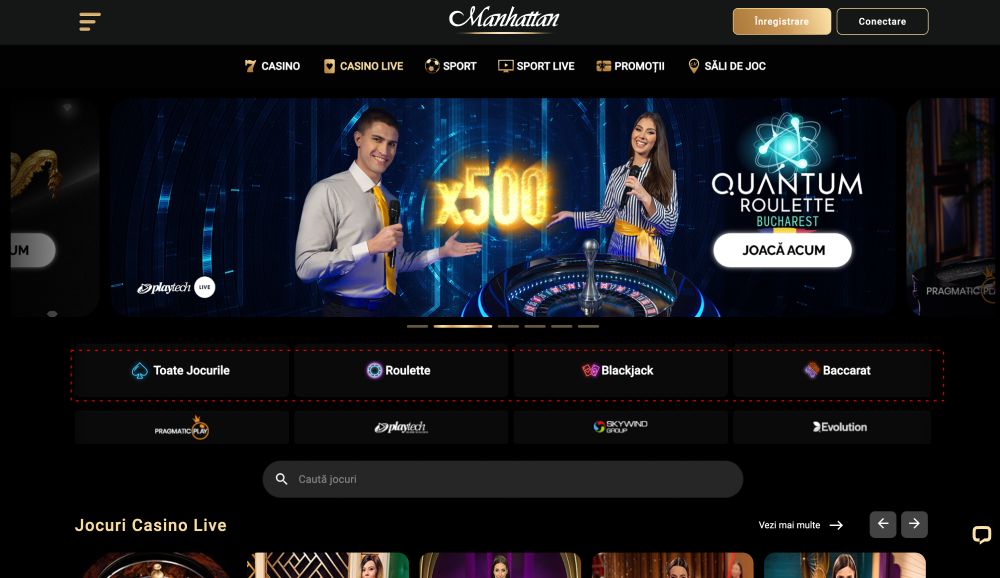 Manhattan
Înregistrare
Conectare
CASINO
CASINO LIVE
SPORT
SPORT LIVE
PROMOȚII
SĂLI DE JOC
UM
x500
QUANTUM
ROULETTE
BUCHAREST
JOACĂ ACUM
playtech LIVE
PRAGMATIC PL
Toate Jocurile
Roulette
Blackjack
Baccarat
PRAGMATIC PLAY
playtech
SKYWIND
GROUP
Evolution
Caută jocuri
Jocuri Casino Live
Vezi mai multe